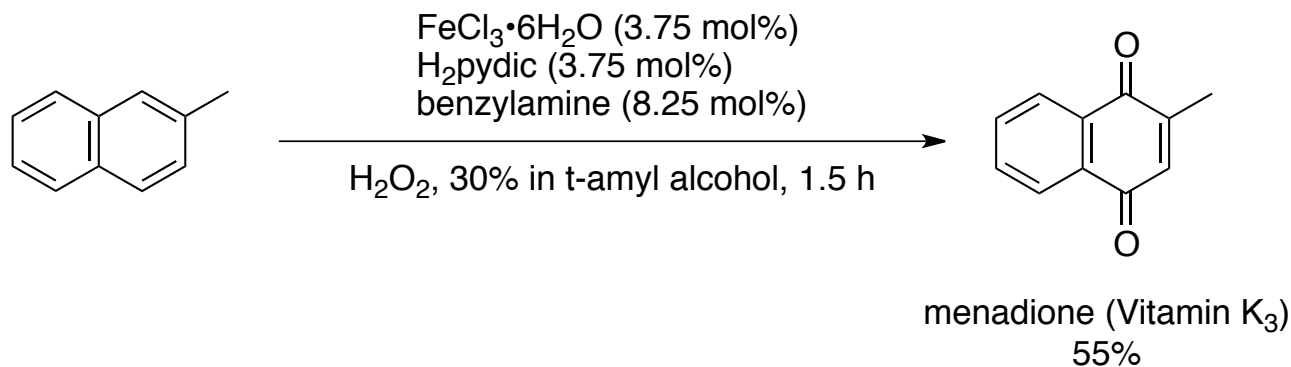 FeCl₃•6H₂O (3.75 mol%)
H₂pydic (3.75 mol%)
benzylamine (8.25 mol%)
H₂O₂, 30% in t-amyl alcohol, 1.5 h
O
O
menadione (Vitamin K₃)
55%